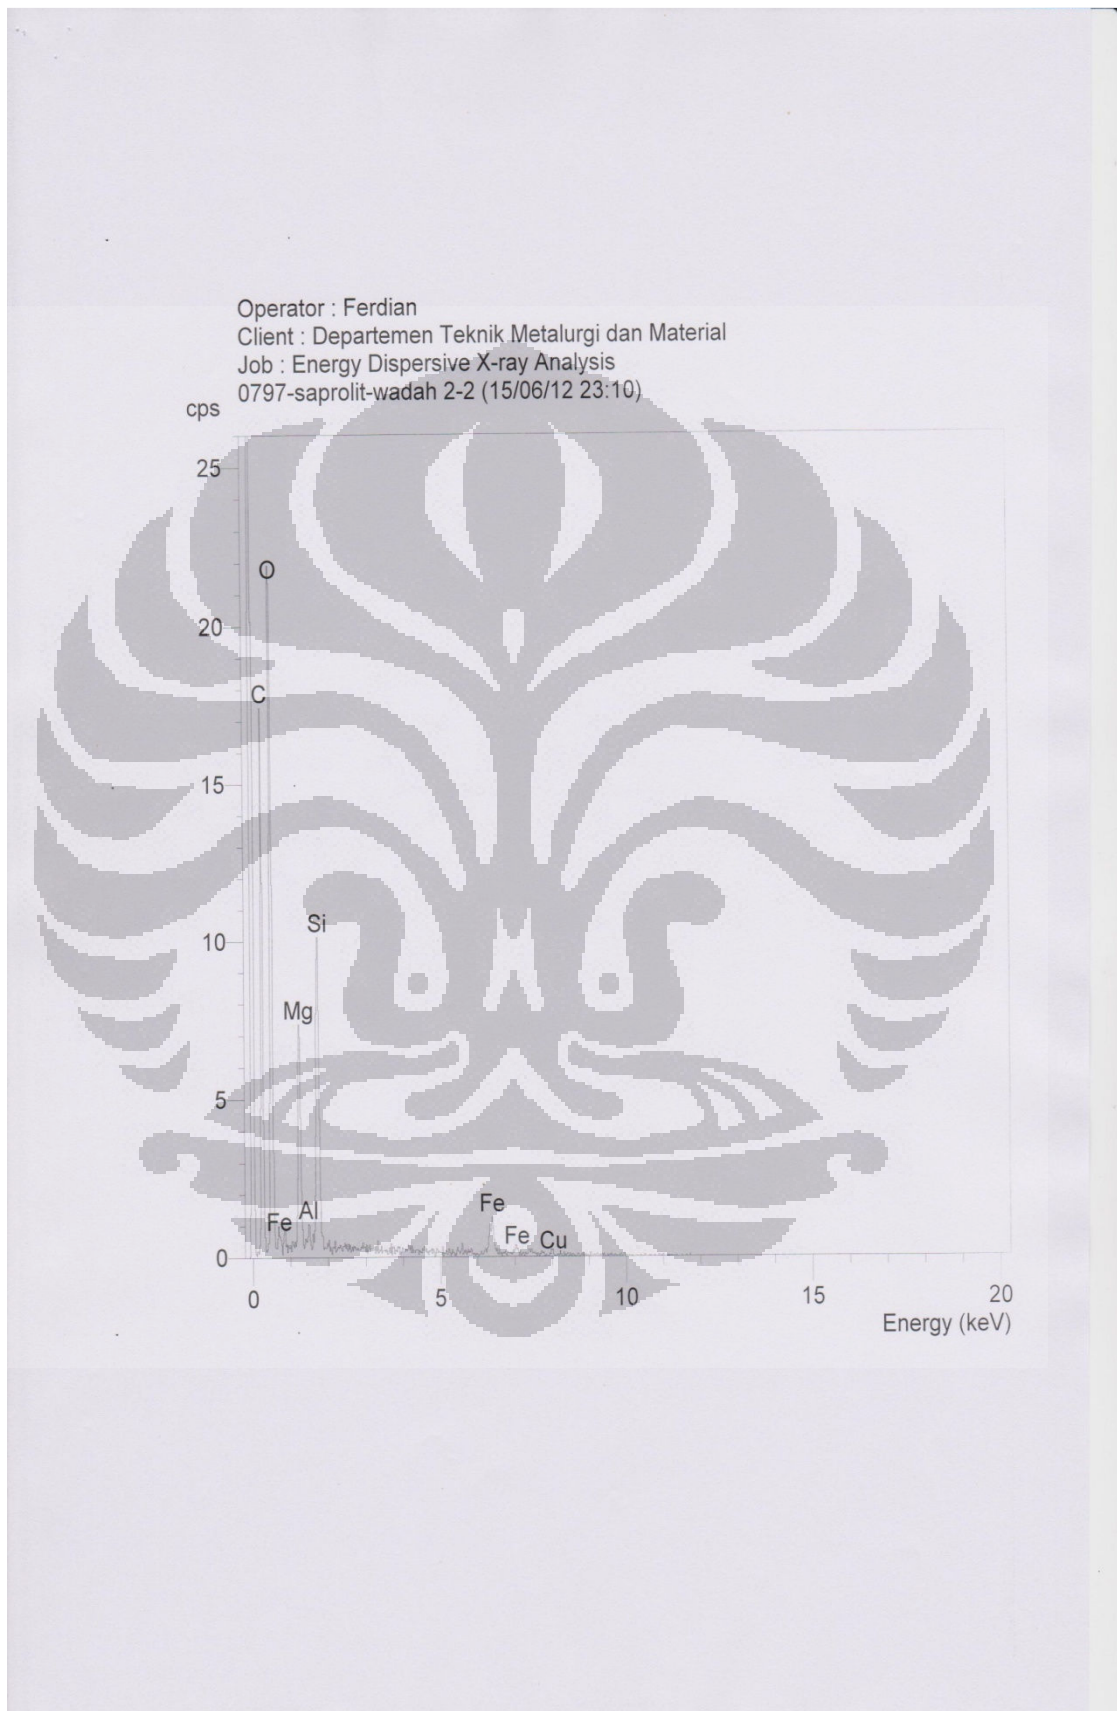 Operator : Ferdian
Client : Departemen Teknik Metalurgi dan Material
Job : Energy Dispersive X-ray Analysis
0797-saprolit-wadah 2-2 (15/06/12 23:10)
cps
25
O
20
C
15
Si
10
Mg
5
Fe
Al
Fe
Fe
Cu
0
0
5
10
15
20
Energy (keV)